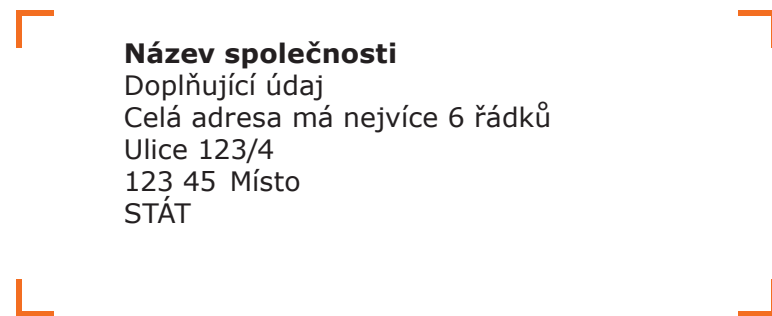 Název společnosti
Doplňující údaj
Celá adresa má nejvíce 6 řádků
Ulice 123/4
123 45 Místo
STÁT